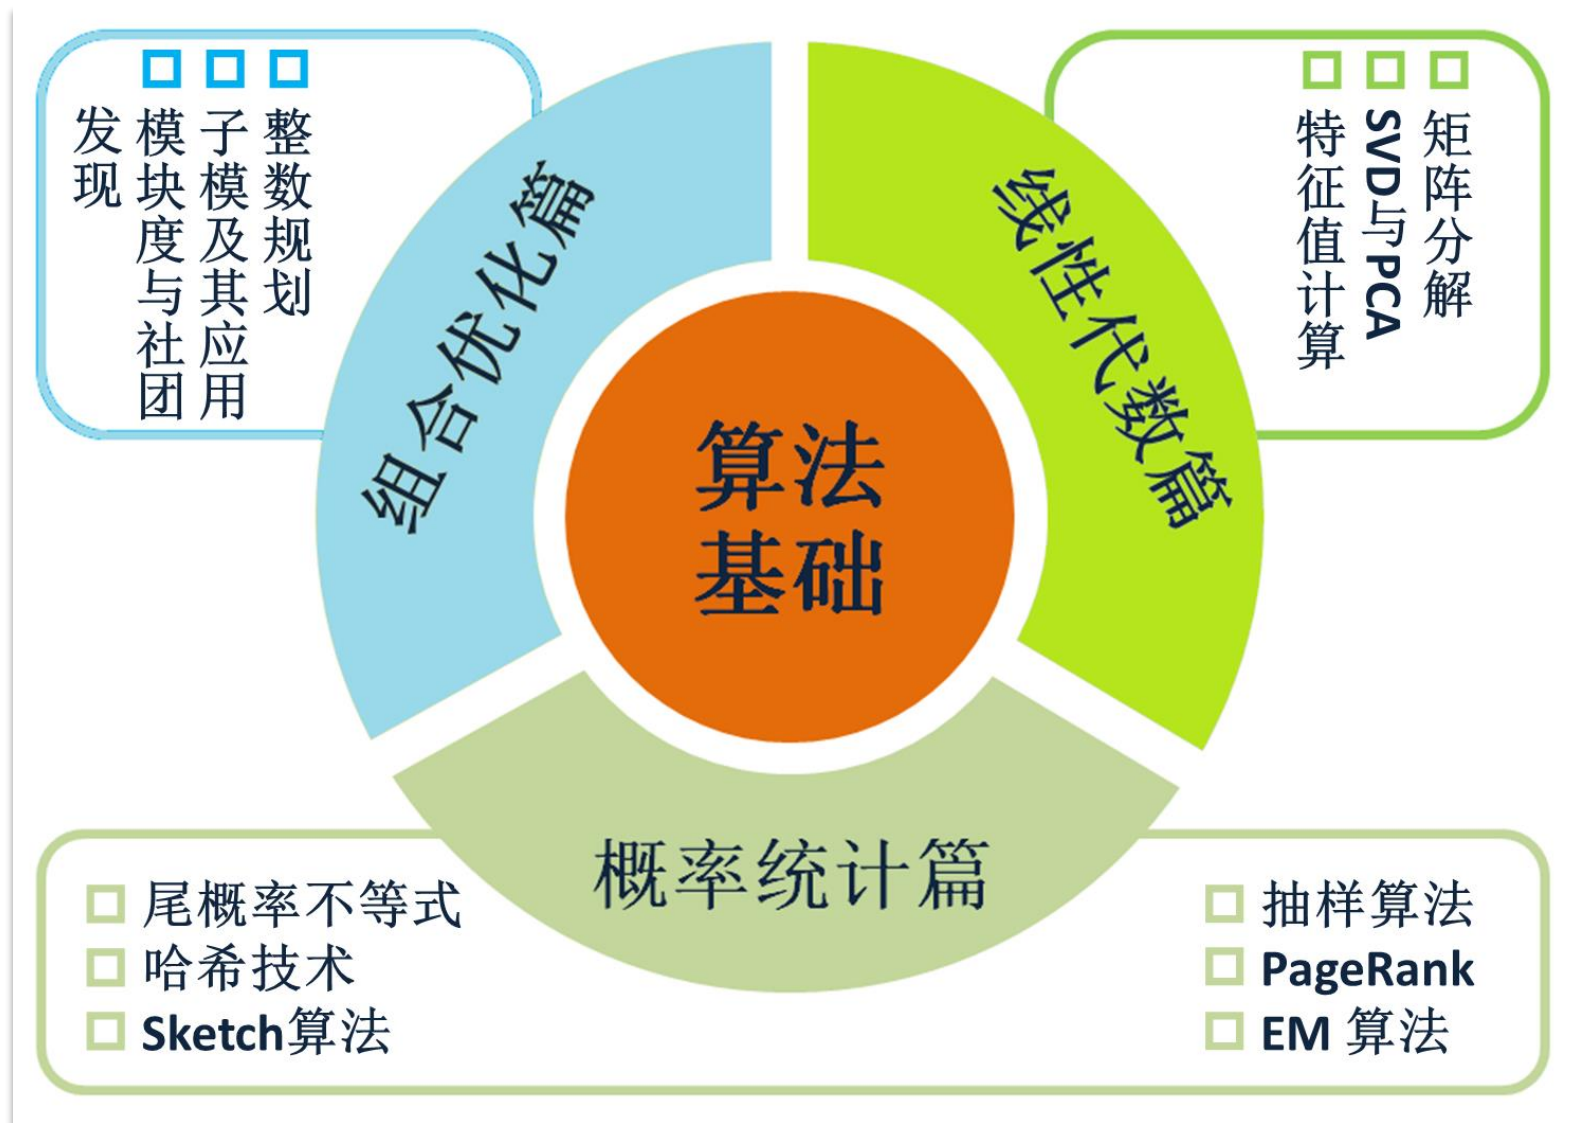 整数规划
子模及其应用
模块度与社团
发现
组合优化篇
线性代数篇
矩阵分解
SVD与PCA
特征值计算
算法
基础
概率统计篇
尾概率不等式
哈希技术
Sketch算法
抽样算法
PageRank
EM 算法